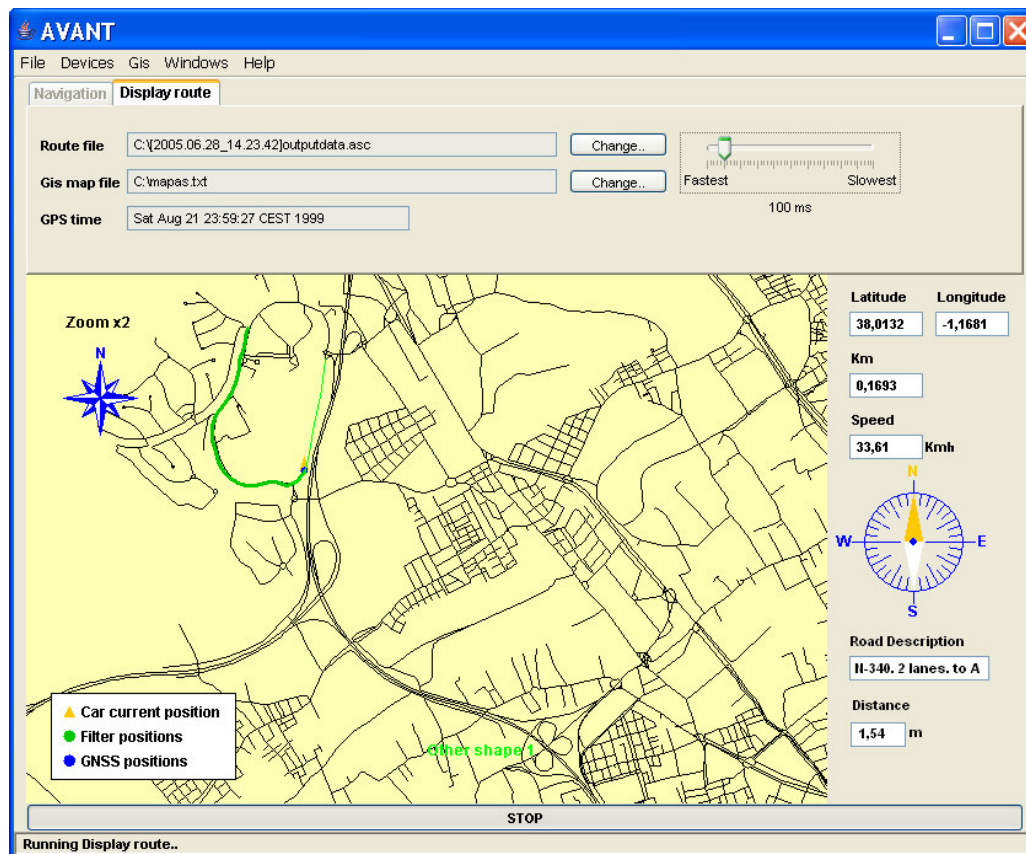 AVANT
File Devices Gis Windows Help
Navigation Display route
Route file C:\[2005.06.28_14.23.42]outputdata.asc Change..
Gis map file C:\mapas.txt Change.. Fastest Slowest
GPS time Sat Aug 21 23:59:27 CEST 1999 100 ms
Zoom x2
N
Latitude Longitude
38,0132 -1,1681
Km
0,1693
Speed
33,61 Kmh
N
W E
S
Road Description
N-340. 2 lanes. to A
Distance
1,54 m
Car current position
Filter positions
GNSS positions
Other shape 1
STOP
Running Display route..